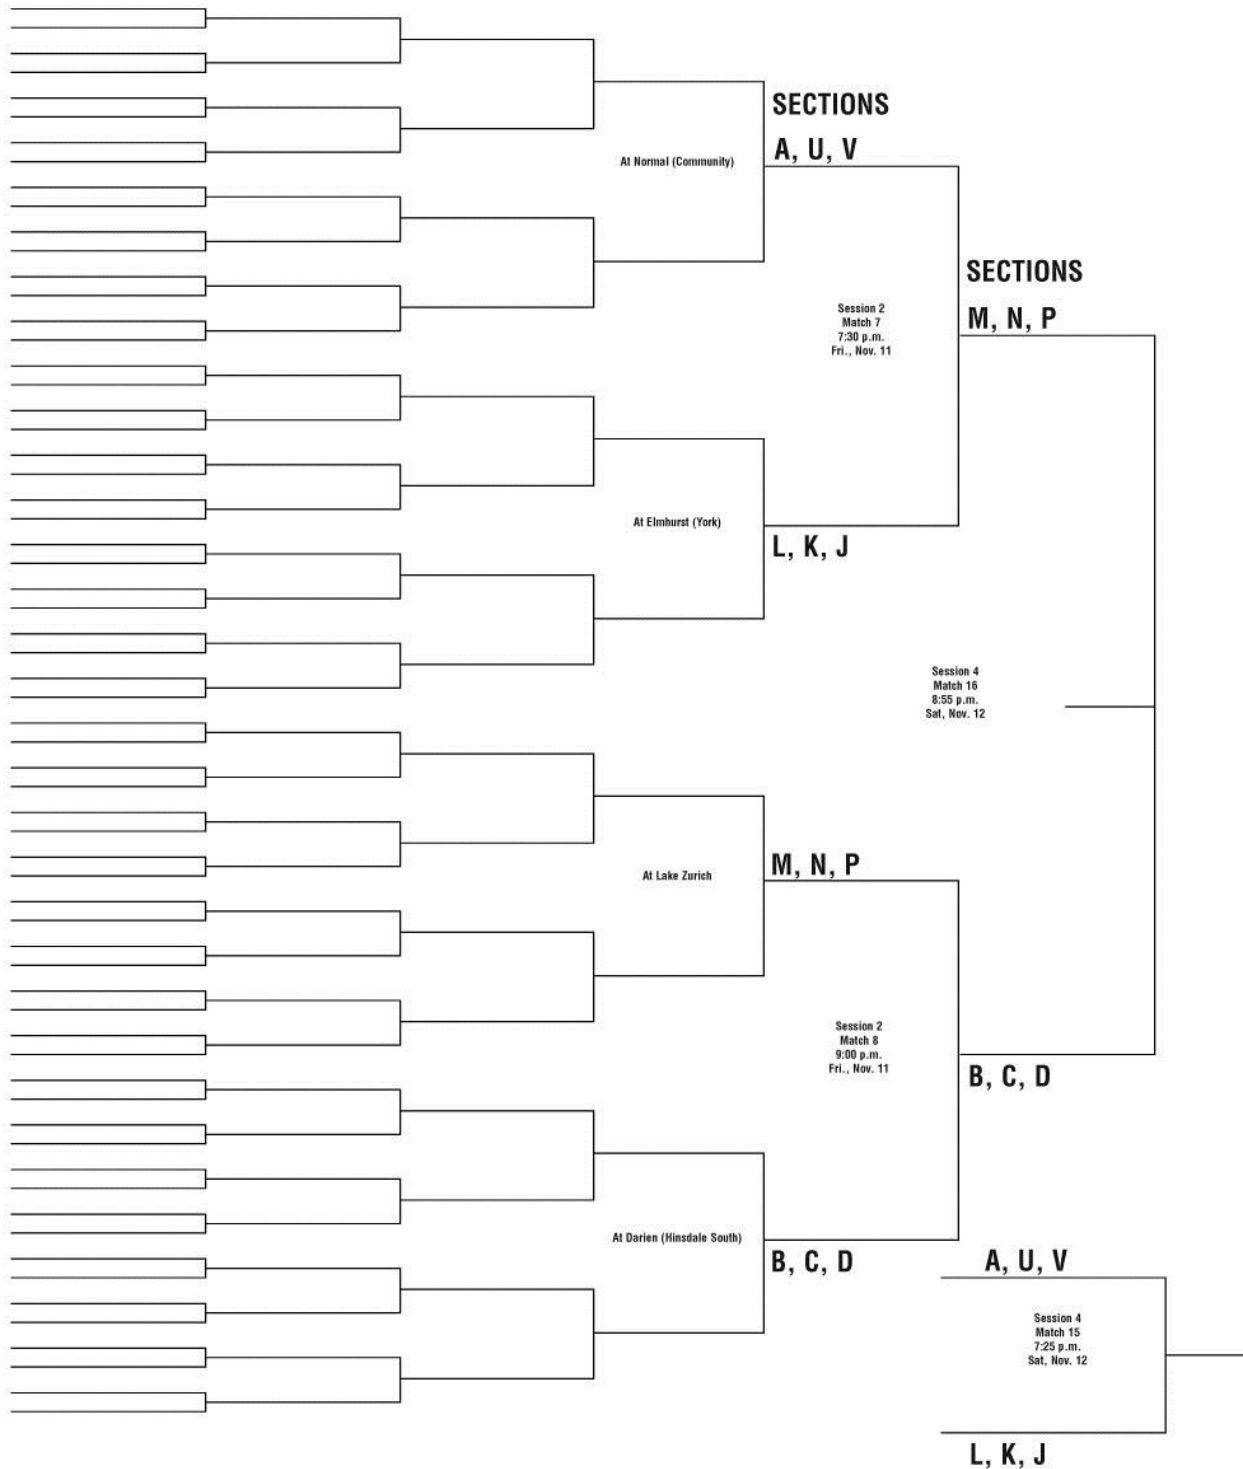 SECTIONS
A, U, V
At Normal (Community)
SECTIONS
M, N, P
Session 2
Match 7
7:30 p.m.
Fri., Nov. 11
At Elmhurst (York)
L, K, J
Session 4
Match 16
8:55 p.m.
Sat, Nov. 12
M, N, P
At Lake Zurich
Session 2
Match 8
9:00 p.m.
Fri., Nov. 11
B, C, D
At Darien (Hinsdale South)
B, C, D
A, U, V
Session 4
Match 15
7:25 p.m.
Sat, Nov. 12
L, K, J